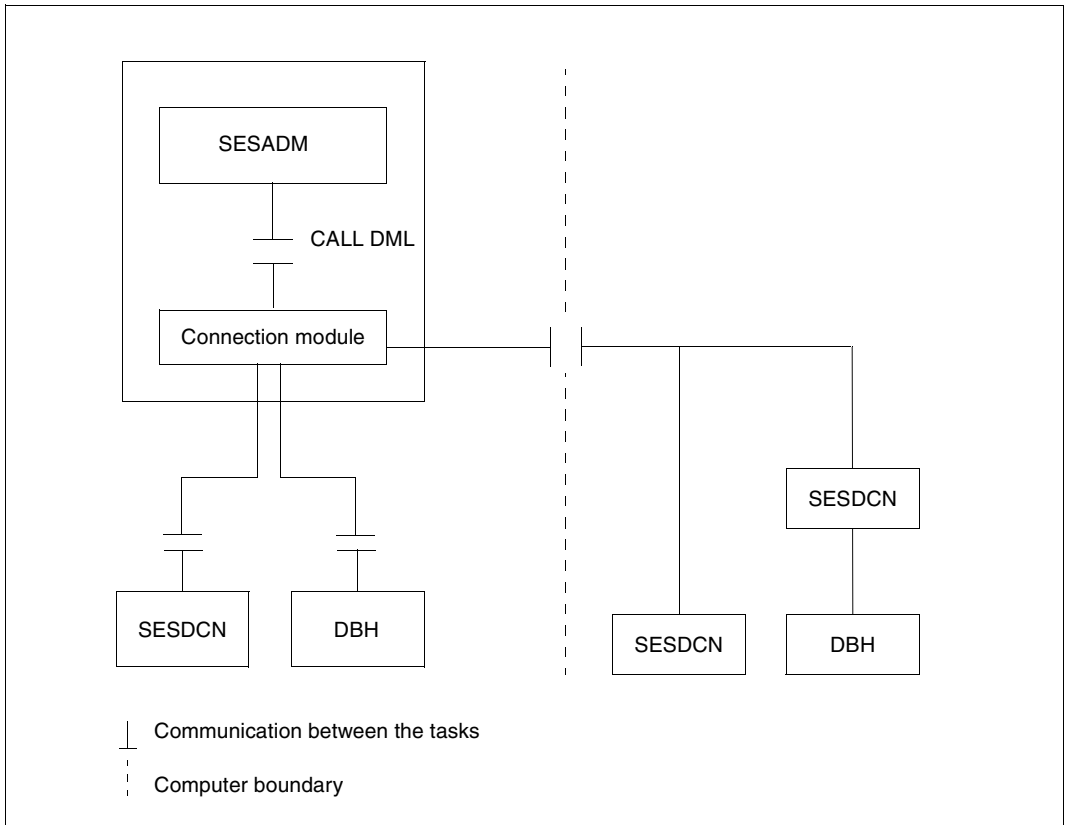 SESADM
CALL DML
Connection module
SESDCN
SESDCN
DBH
SESDCN
DBH
Communication between the tasks
Computer boundary